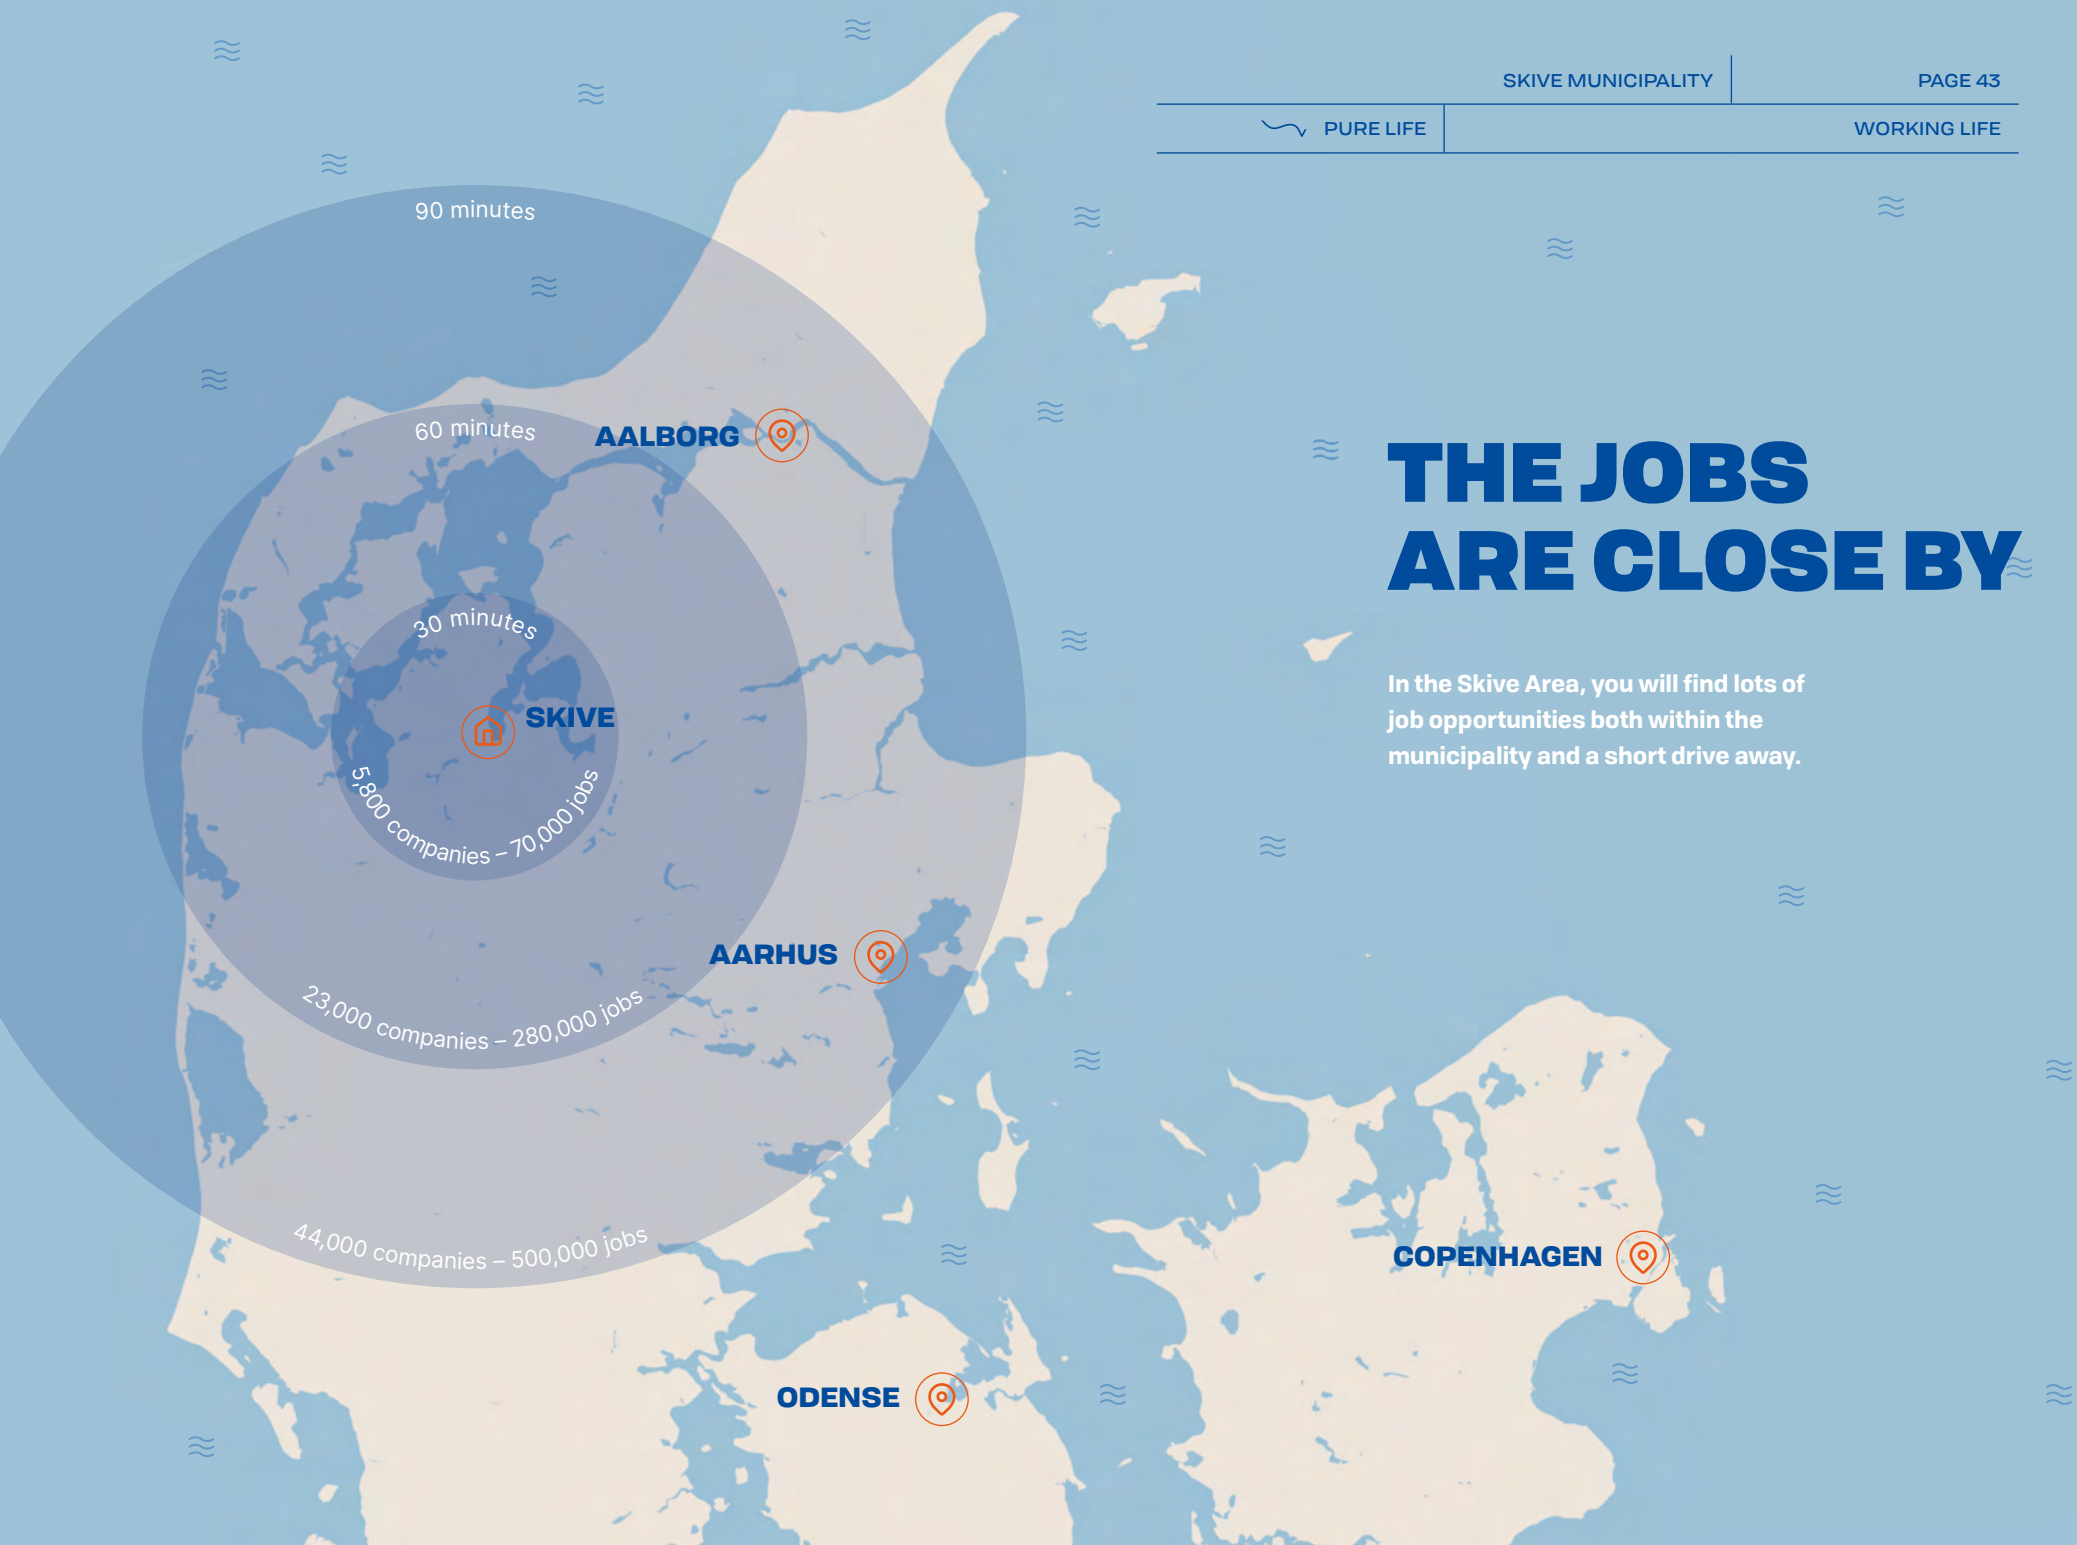 SKIVE MUNICIPALITY
PAGE 43
PURE LIFE
WORKING LIFE
90 minutes
60 minutes
AALBORG
THE JOBS
ARE CLOSE BY
30 minutes
SKIVE
5,800 companies – 70,000 jobs
In the Skive Area, you will find lots of
job opportunities both within the
municipality and a short drive away.
AARHUS
23,000 companies – 280,000 jobs
44,000 companies – 500,000 jobs
COPENHAGEN
ODENSE